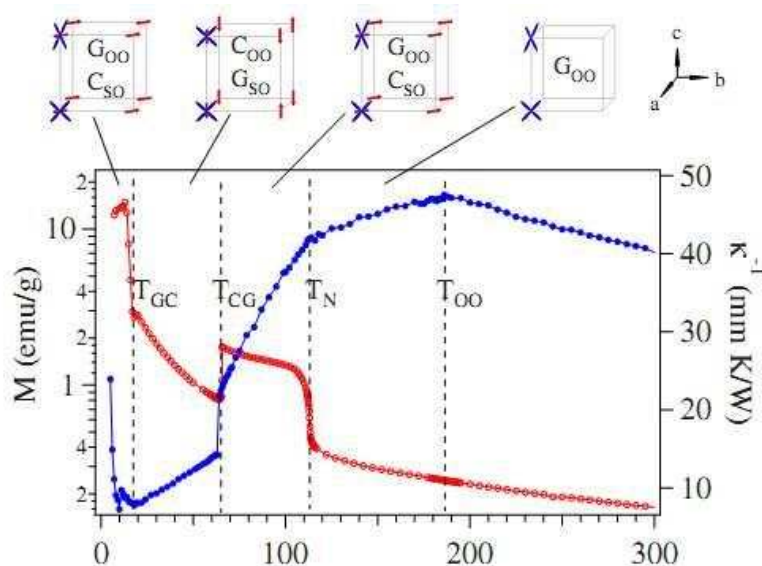 G_OO
C_SO
C_OO
G_SO
G_OO
C_SO
G_OO
c
b
a
2
10
4
2
1
4
2
M (emu/g)
T_GC
T_CG
T_N
T_OO
50
40
30
20
10
κ⁻¹ (mm K/W)
0
100
200
300